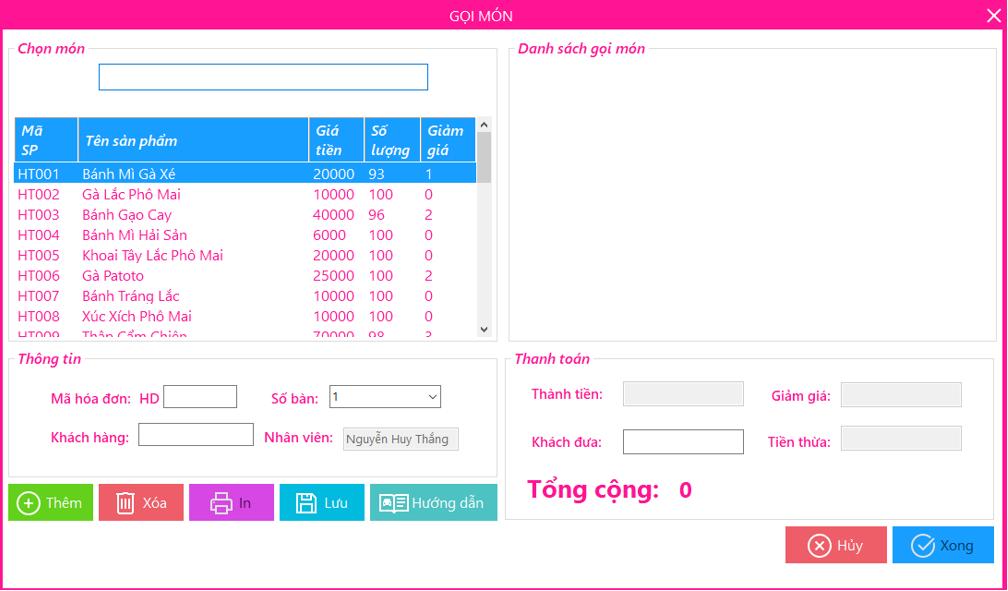 GỌI MÓN
Chọn món
Danh sách gọi món
Mã SP Tên sản phẩm Giá tiền Số lượng Giảm giá
HT001 Bánh Mì Gà Xé 20000 93 1
HT002 Gà Lắc Phô Mai 10000 100 0
HT003 Bánh Gạo Cay 40000 96 2
HT004 Bánh Mì Hải Sản 6000 100 0
HT005 Khoai Tây Lắc Phô Mai 20000 100 0
HT006 Gà Patoto 25000 100 2
HT007 Bánh Tráng Lắc 10000 100 0
HT008 Xúc Xích Phô Mai 10000 100 0
HT009 Thập Cẩm Chiên 70000 98 3
Thông tin
Mã hóa đơn: HD Số bàn: 1
Khách hàng: Nhân viên: Nguyễn Huy Thắng
Thanh toán
Thành tiền: Giảm giá:
Khách đưa: Tiền thừa:
Tổng cộng: 0
Thêm Xóa In Lưu Hướng dẫn
Hủy Xong